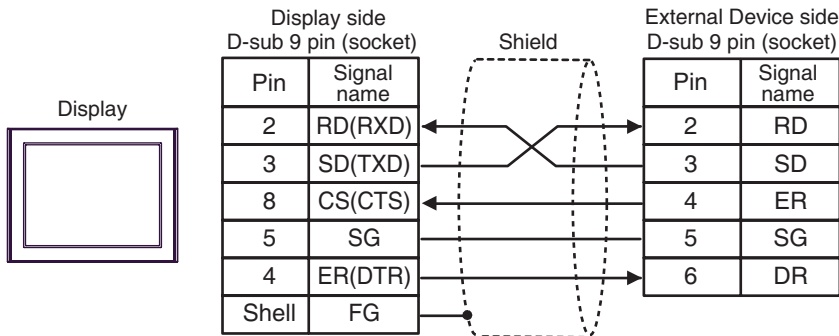 Display side
D-sub 9 pin (socket)
Shield
External Device side
D-sub 9 pin (socket)
Display
Pin Signal name
2 RD(RXD)
3 SD(TXD)
8 CS(CTS)
5 SG
4 ER(DTR)
Shell FG
Pin Signal name
2 RD
3 SD
4 ER
5 SG
6 DR